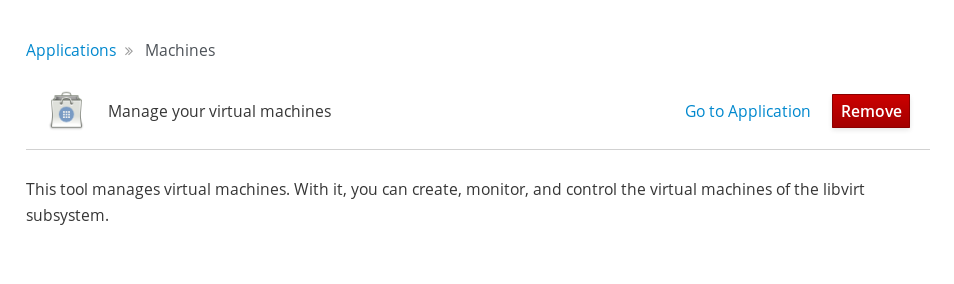 Applications » Machines
Manage your virtual machines Go to Application Remove
This tool manages virtual machines. With it, you can create, monitor, and control the virtual machines of the libvirt
subsystem.